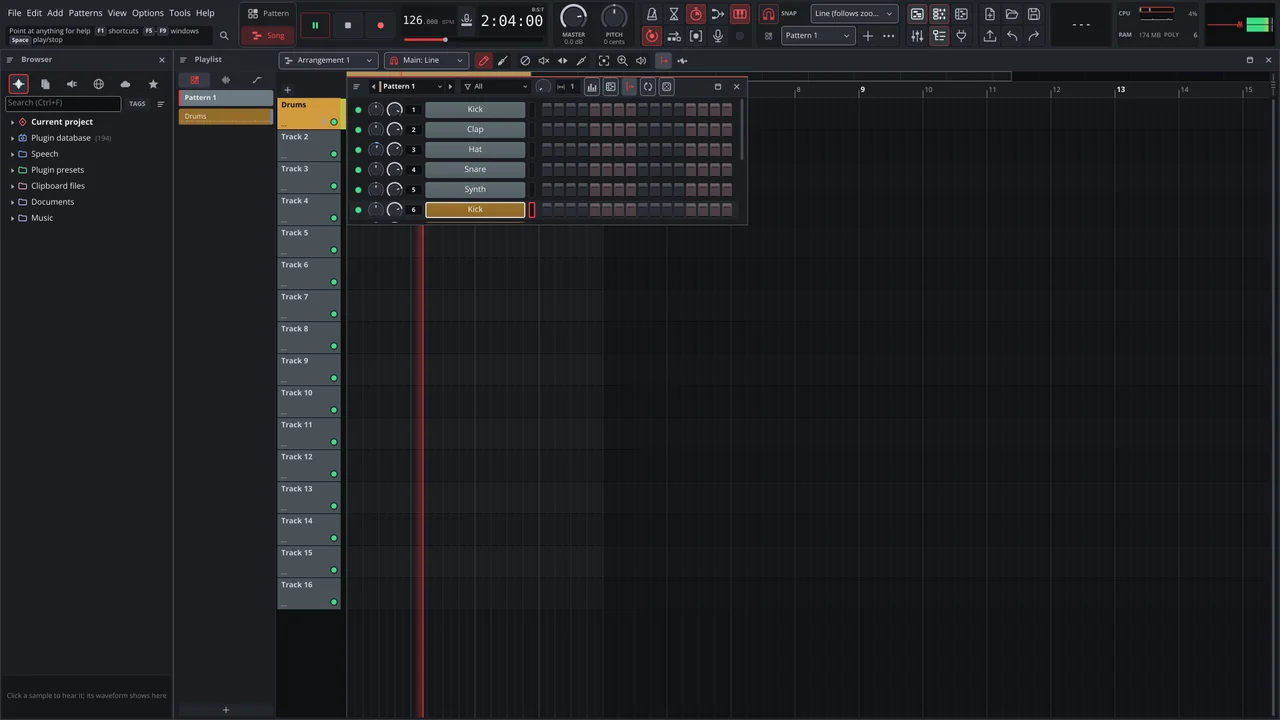 File Edit Add Patterns View Options Tools Help
Point at anything for help F1 shortcuts F5 - F9 windows
Space play/stop
Pattern
Song
126.000 BPM
2:04:00 B:S:T
MASTER
0.0 dB
PITCH
0 cents
SNAP
Line (follows zoo...
Pattern 1
---
CPU 4%
RAM 174 MB POLY 6
Browser
Playlist
Arrangement 1
Main: Line
Search (Ctrl+F)
TAGS
Current project
Plugin database (194)
Speech
Plugin presets
Clipboard files
Documents
Music
Click a sample to hear it; its waveform shows here
Pattern 1
Drums
Pattern 1
All
1
1 Kick
2 Clap
3 Hat
4 Snare
5 Synth
6 Kick
8 9 10 11 12 13 14 15
Drums
Track 2
Track 3
Track 4
Track 5
Track 6
Track 7
Track 8
Track 9
Track 10
Track 11
Track 12
Track 13
Track 14
Track 15
Track 16